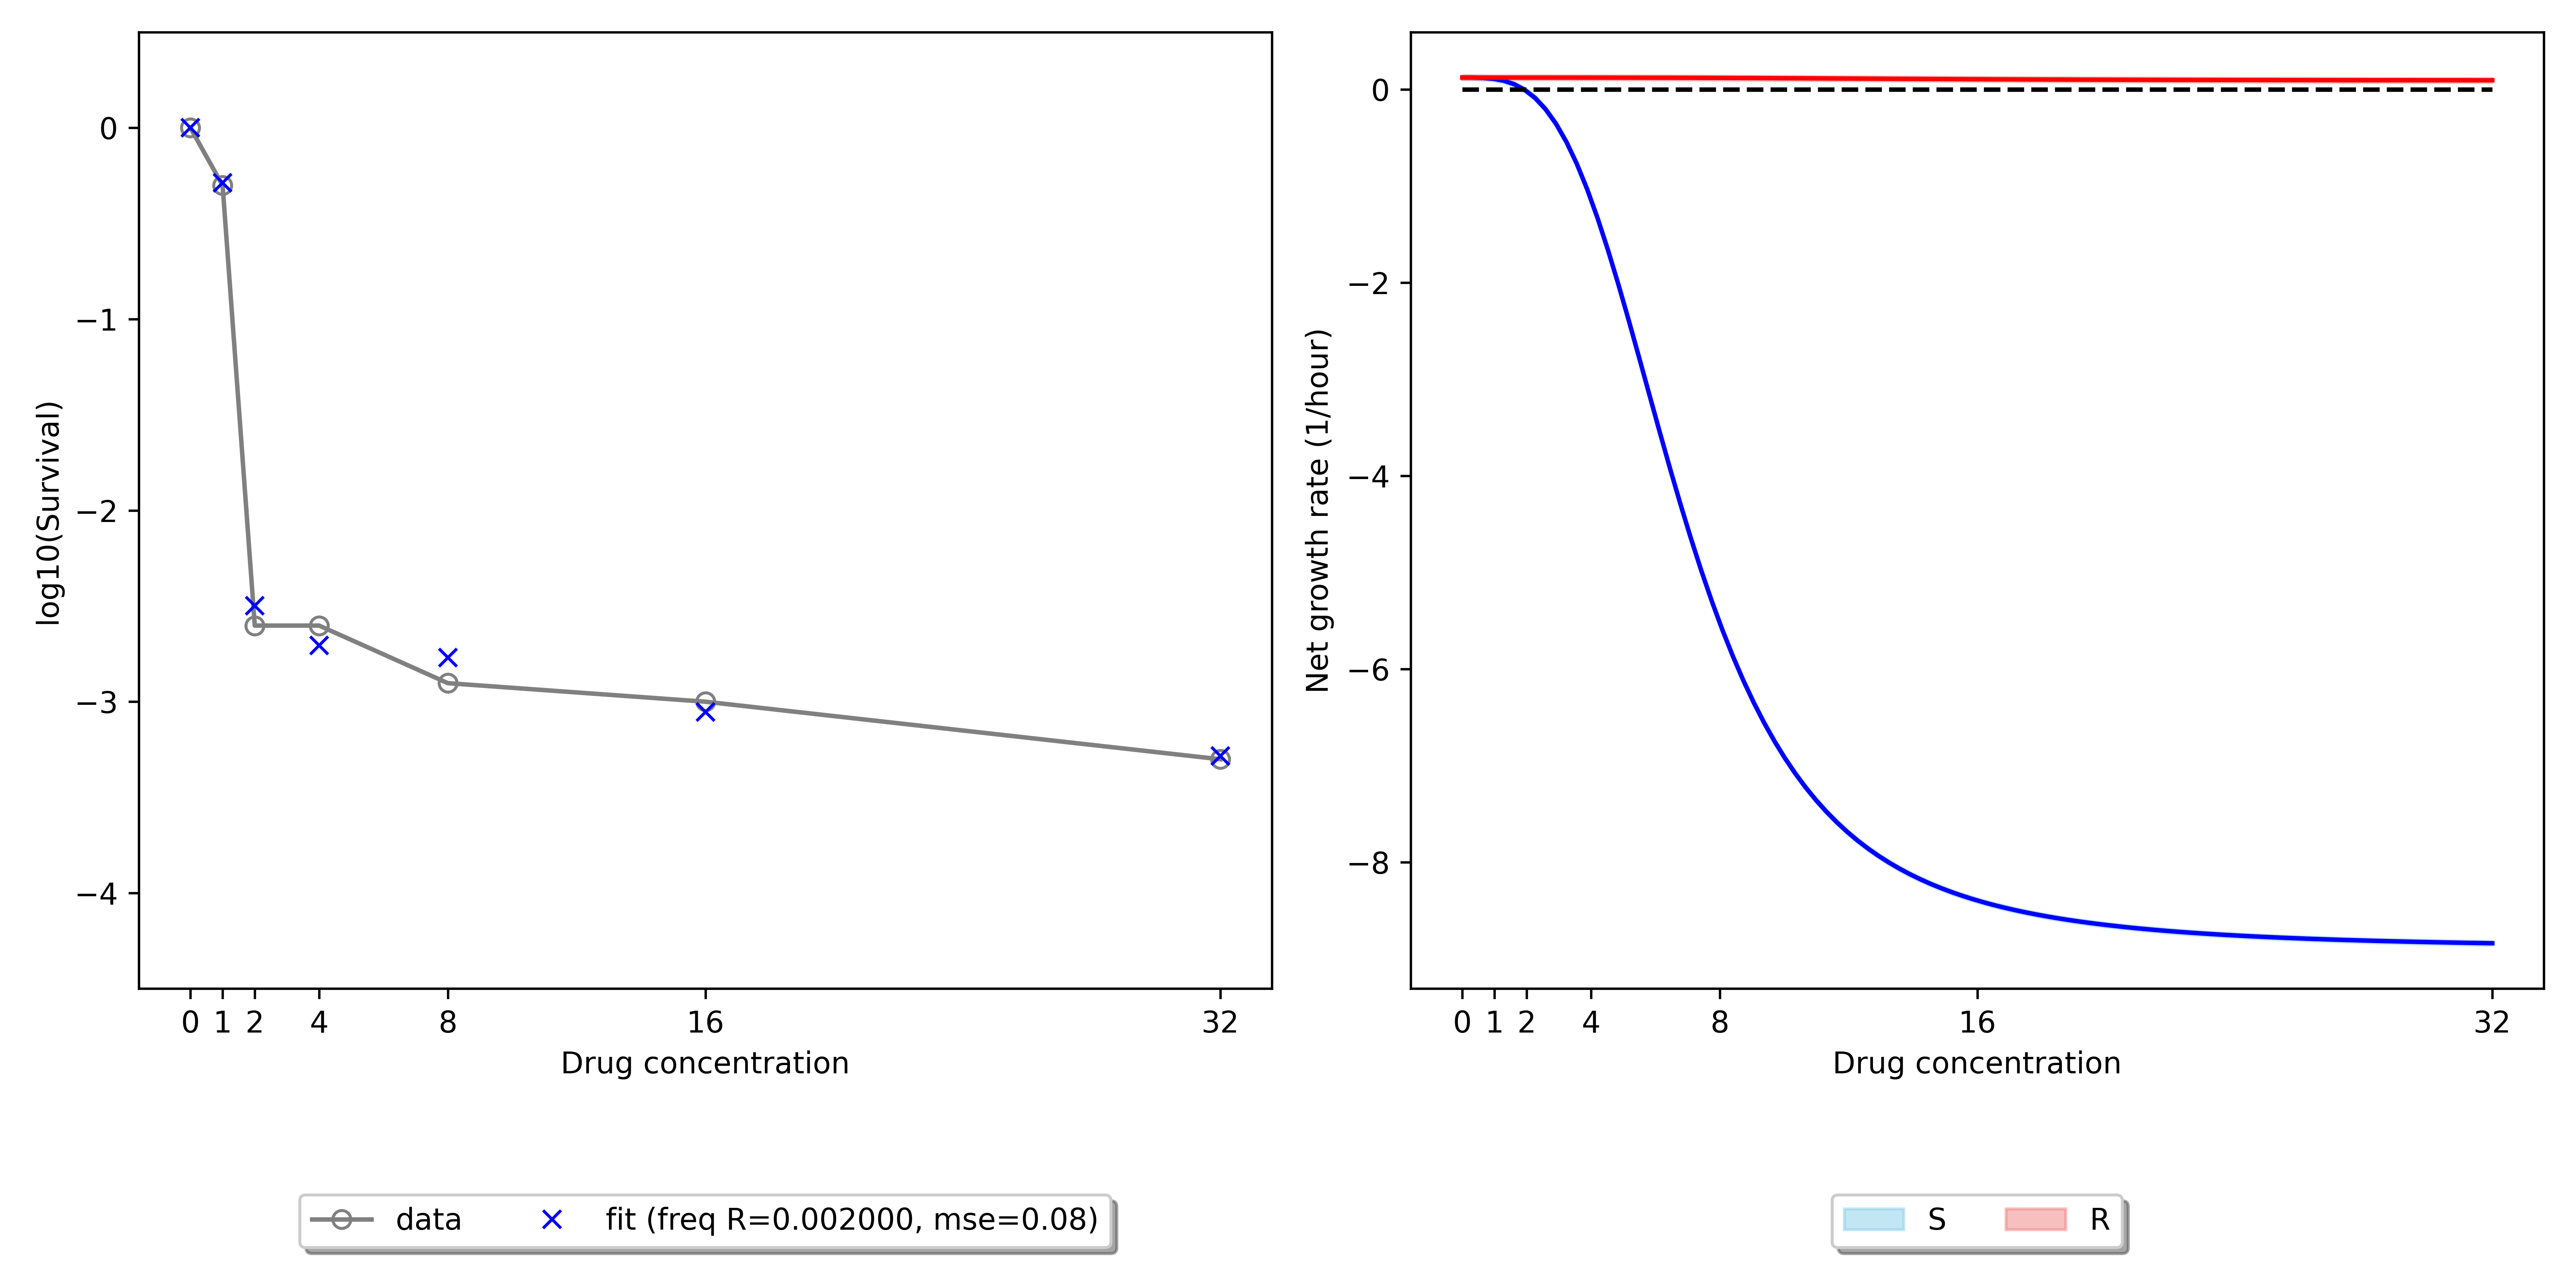 0
−1
−2
−3
−4
log10(Survival)
0 1 2 4 8 16 32
Drug concentration
data fit (freq R=0.002000, mse=0.08)
0
−2
−4
−6
−8
Net growth rate (1/hour)
0 1 2 4 8 16 32
Drug concentration
S R